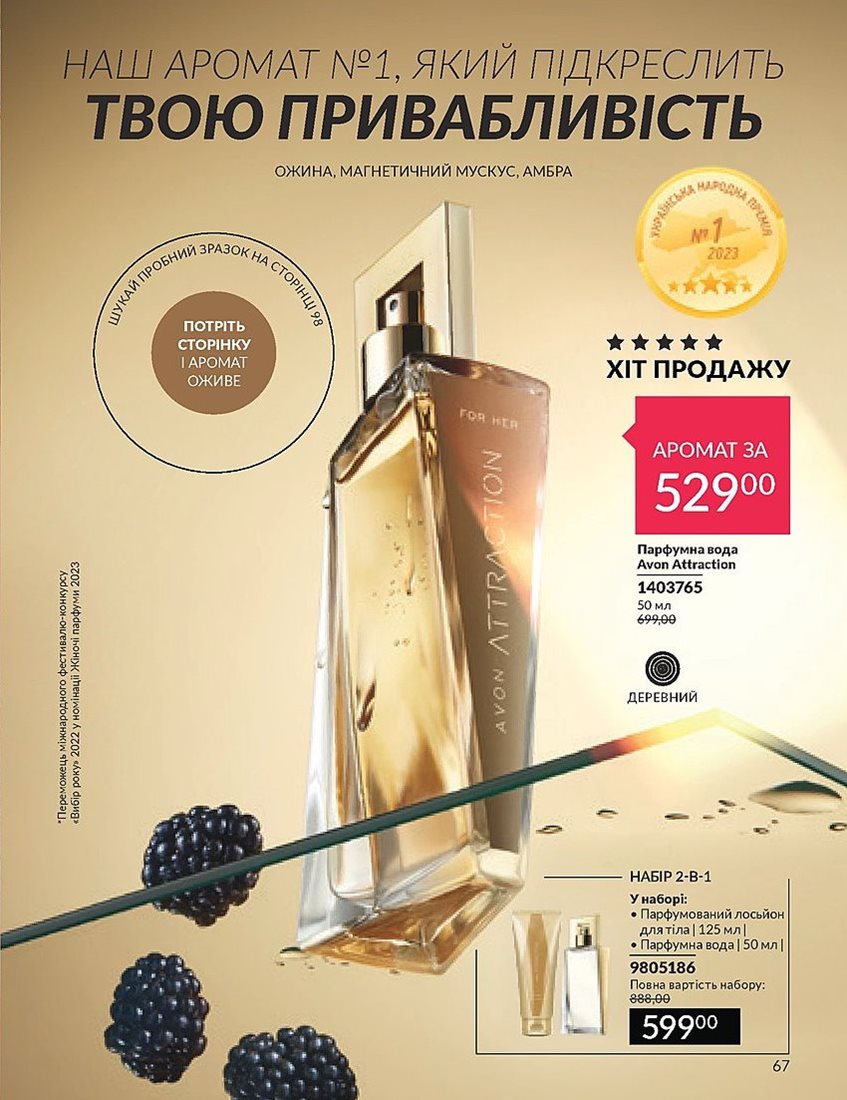 НАШ АРОМАТ №1, ЯКИЙ ПІДКРЕСЛИТЬ
ТВОЮ ПРИВАБЛИВІСТЬ
ОЖИНА, МАГНЕТИЧНИЙ МУСКУС, АМБРА
УКРАЇНСЬКА НАРОДНА ПРЕМІЯ
№1
2023
ШУКАЙ ПРОБНИЙ ЗРАЗОК НА СТОРІНЦІ 98
ПОТРІТЬ
СТОРІНКУ
І АРОМАТ
ОЖИВЕ
ХІТ ПРОДАЖУ
АРОМАТ ЗА
529⁰⁰
Парфумна вода
Avon Attraction
1403765
50 мл
699,00
ДЕРЕВНИЙ
FOR HER
AVON ATTRACTION
*Переможець міжнародного фестивалю-конкурсу
«Вибір року» 2022 у номінації Жіночі парфуми 2023
НАБІР 2-В-1
У наборі:
• Парфумований лосьйон
для тіла | 125 мл |
• Парфумна вода | 50 мл |
9805186
Повна вартість набору:
888,00
599⁰⁰
67